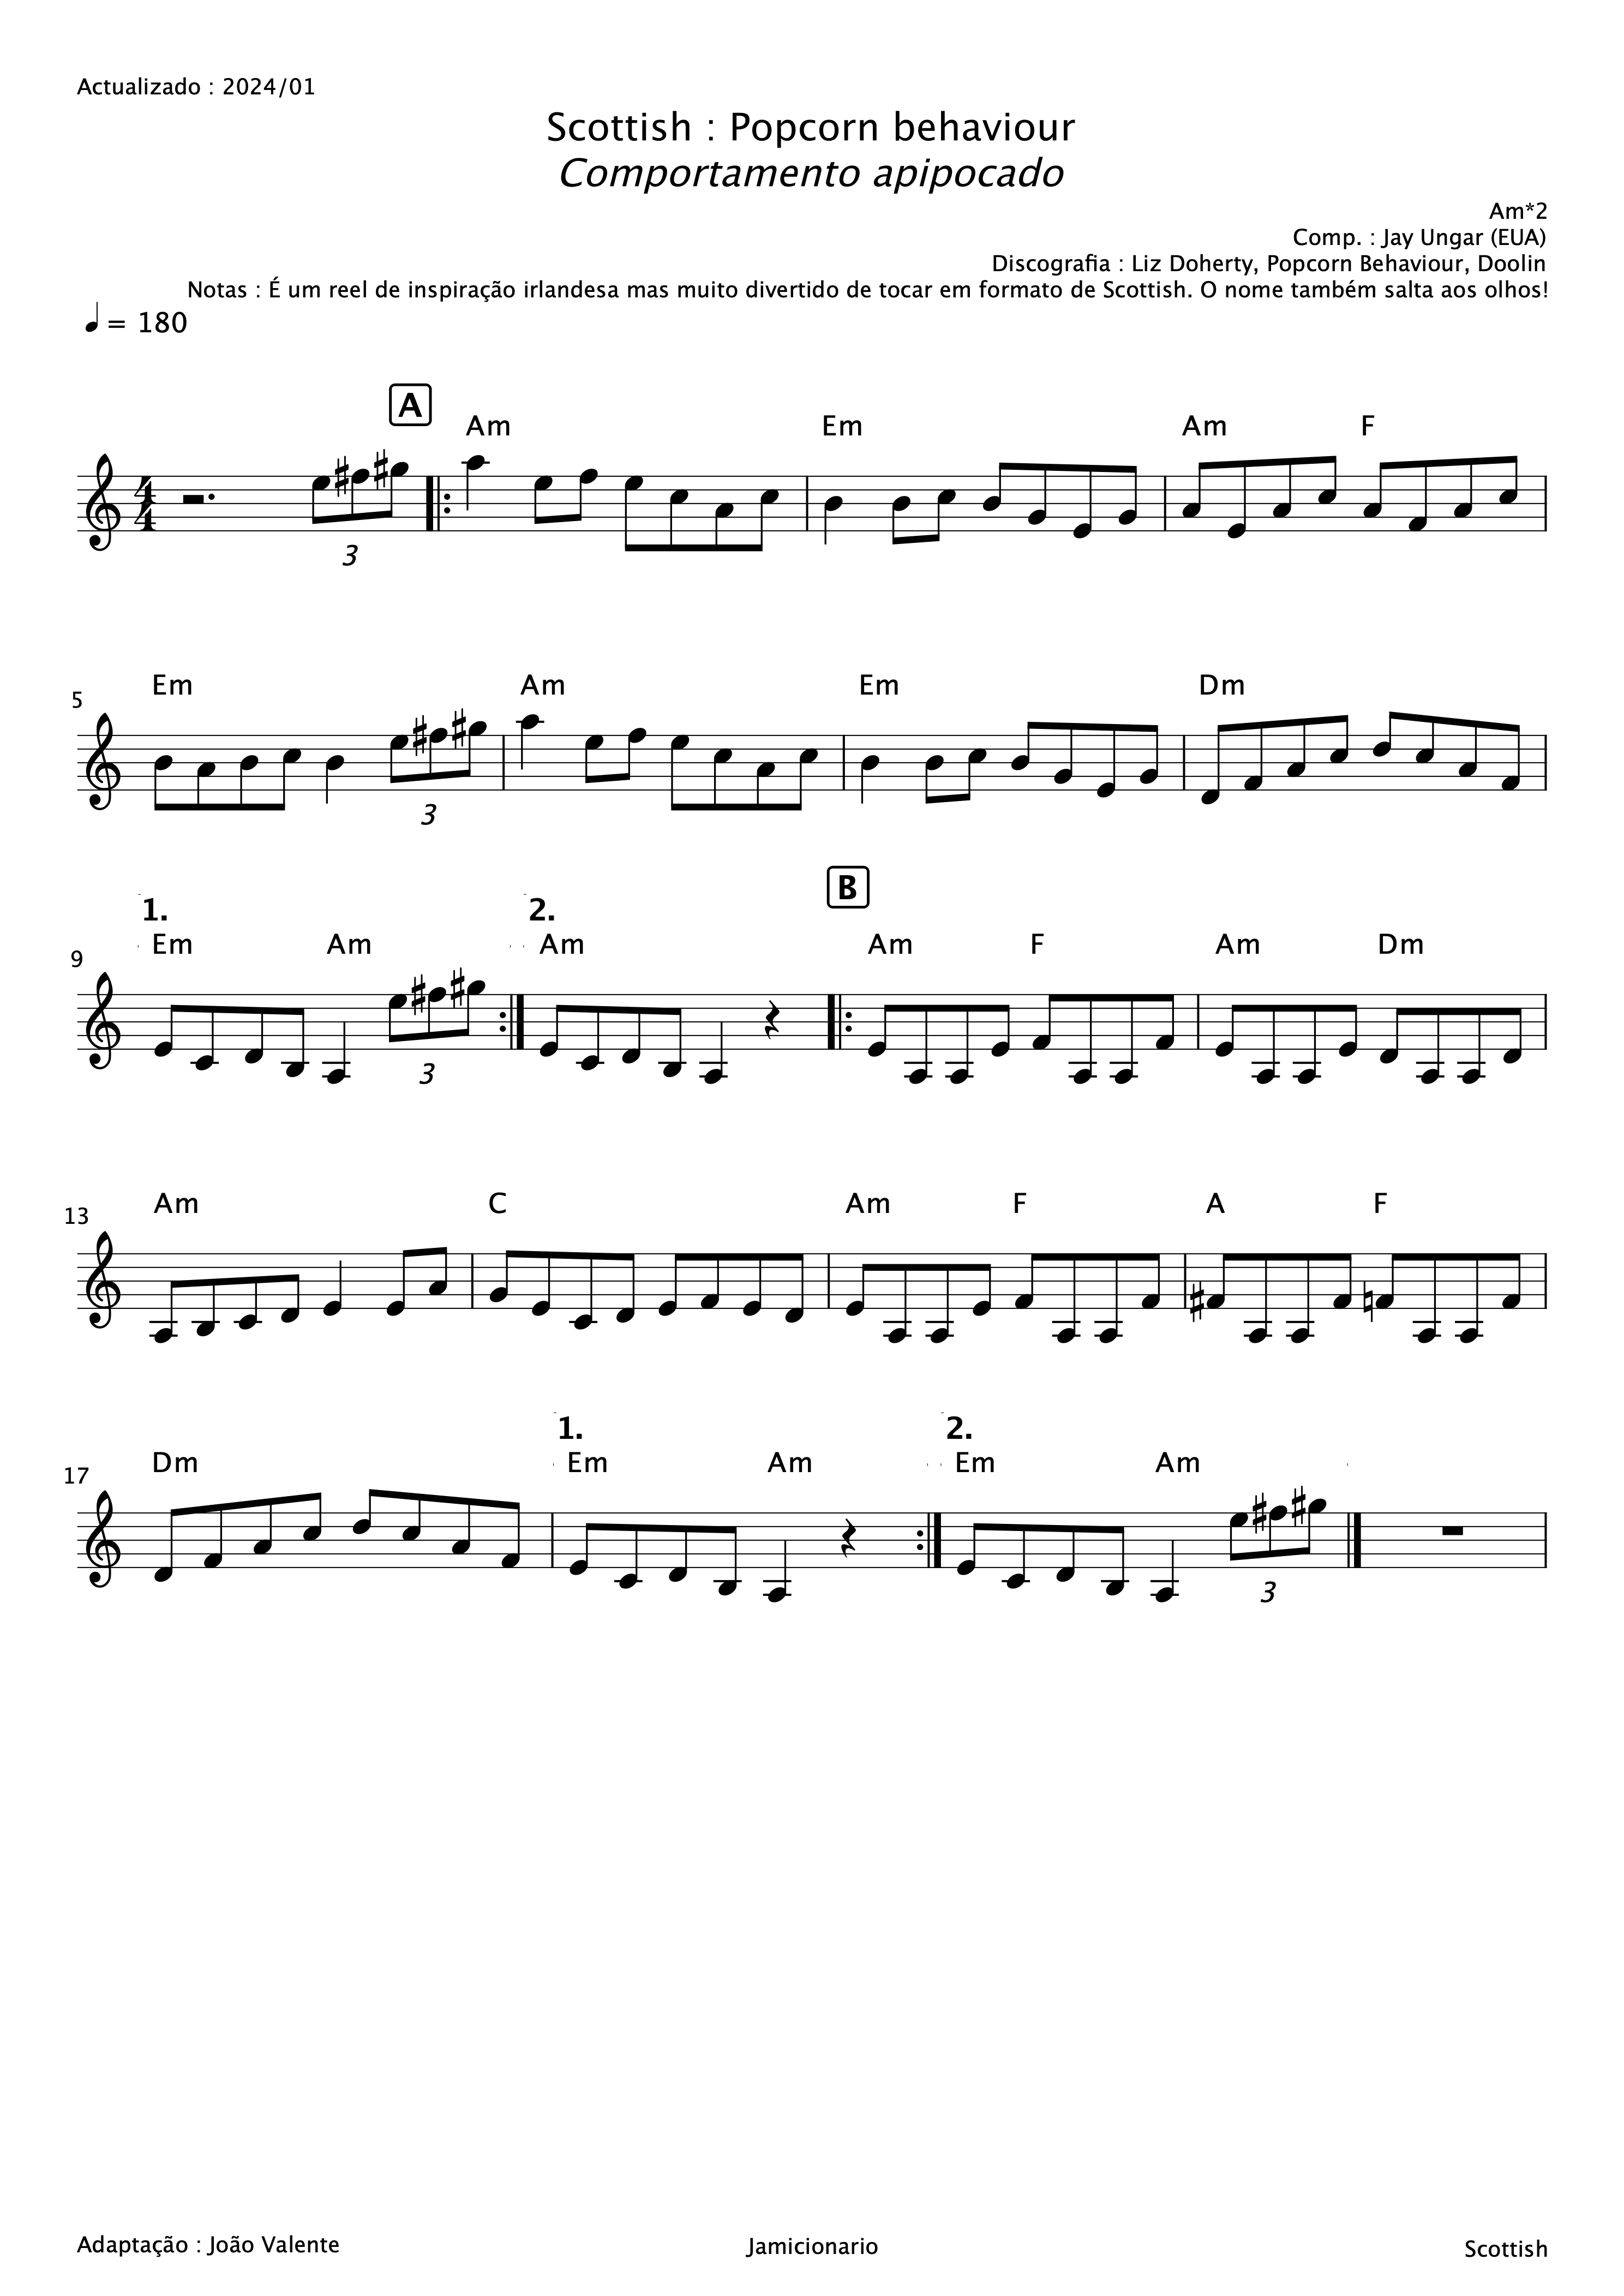 Actualizado : 2024/01
Scottish : Popcorn behaviour
Comportamento apipocado
Am*2
Comp. : Jay Ungar (EUA)
Discografia : Liz Doherty, Popcorn Behaviour, Doolin
Notas : É um reel de inspiração irlandesa mas muito divertido de tocar em formato de Scottish. O nome também salta aos olhos!
= 180
A
Am Em Am F
4
4
3
Em Am Em Dm
5
3
B
1. 2.
Em Am Am Am F Am Dm
9
3
Am C Am F A F
13
1. 2.
Dm Em Am Em Am
17
3
Adaptação : João Valente Jamicionario Scottish